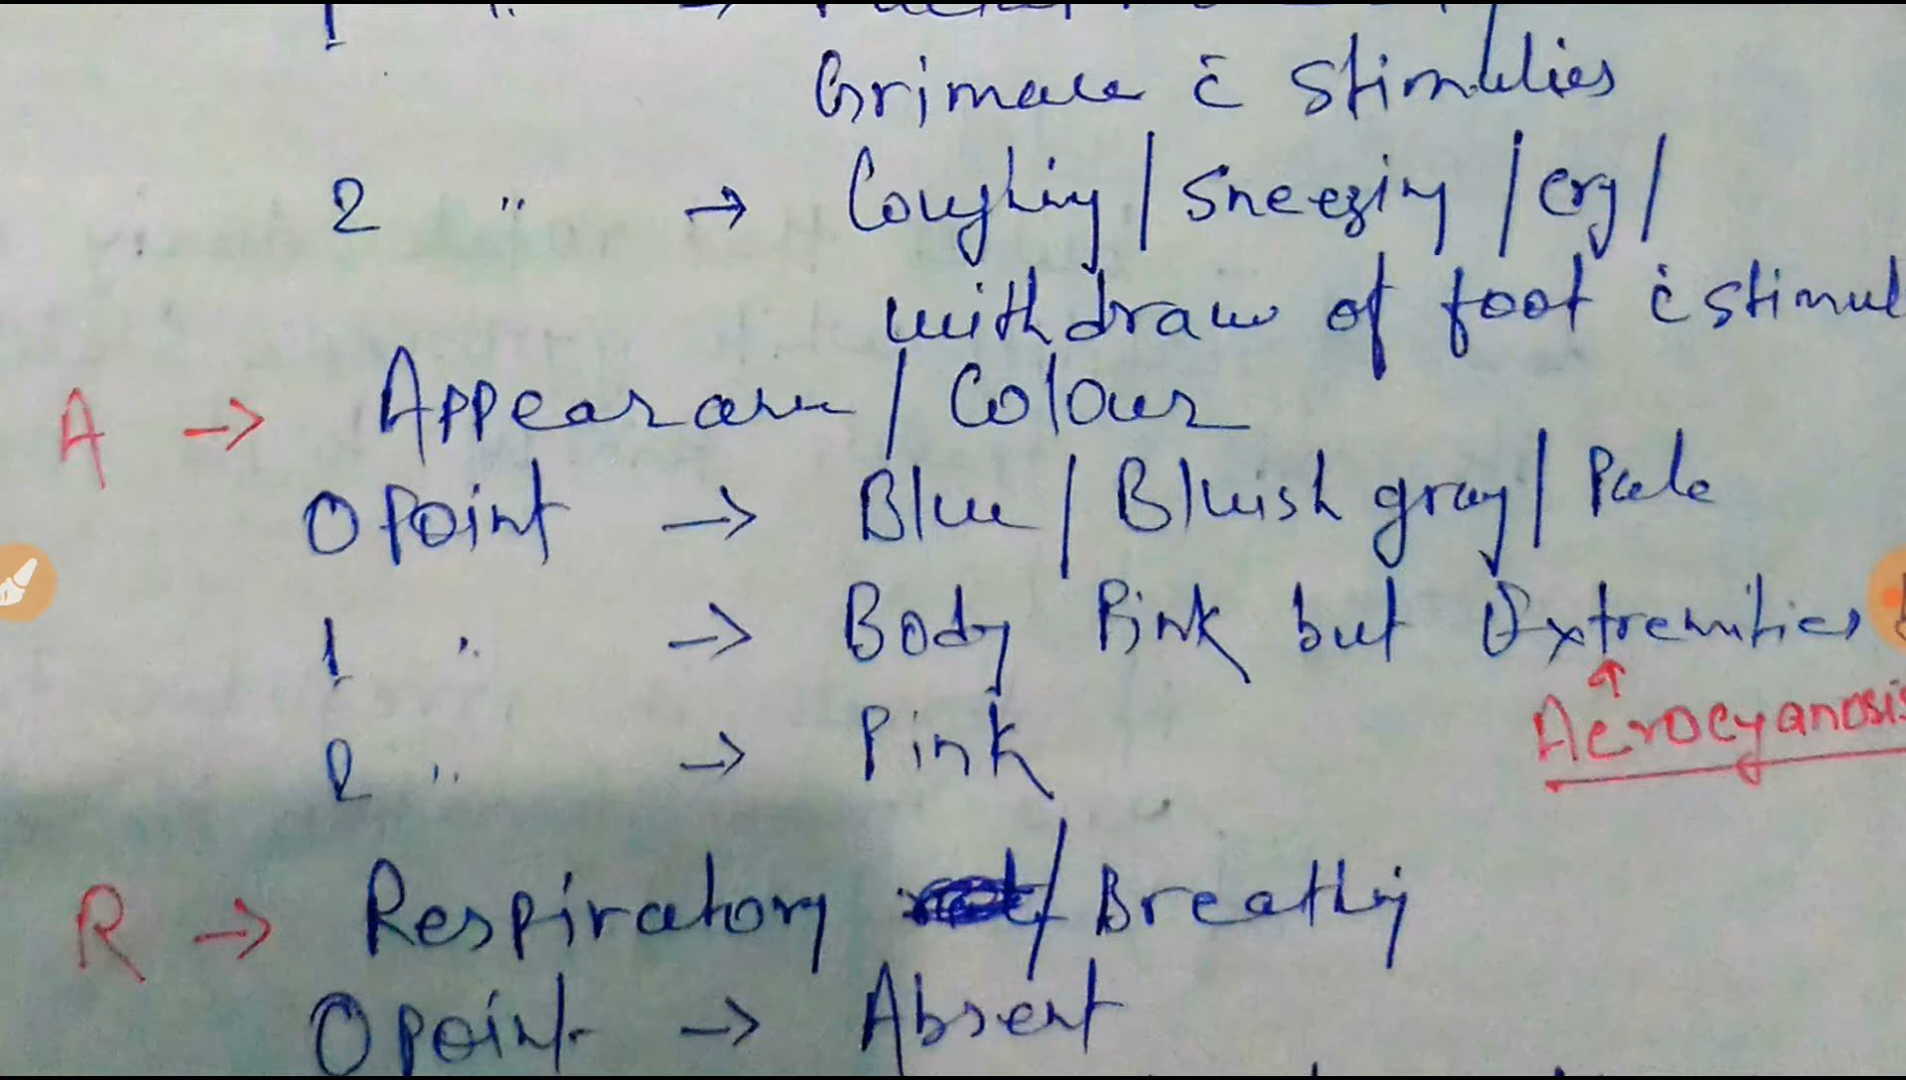 1 "
Grimace c̄ stimulies
2 " → Coughing / Sneezing / cry /
withdraw of foot c̄ stimul
A → Appearance / Colour
0 Point → Blue / Bluish gray / Pale
1 " → Body Pink but Extremities
Acrocyanosis
2 " → Pink
R → Respiratory / Breathing
0 point → Absent